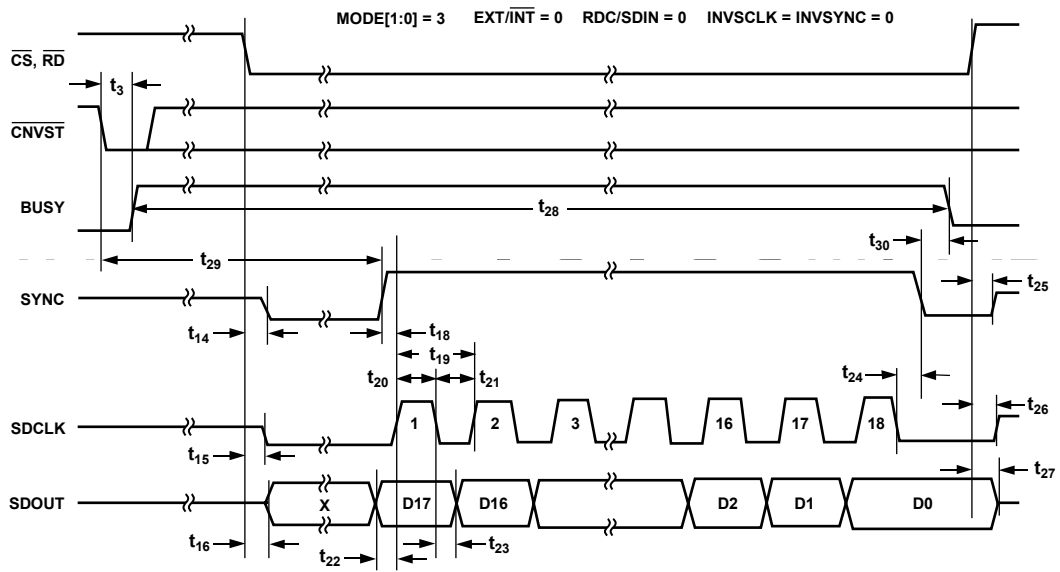 MODE[1:0] = 3 EXT/INT = 0 RDC/SDIN = 0 INVSCLK = INVSYNC = 0
CS, RD
t3
CNVST
BUSY
t28
t30
t29
t25
SYNC
t14
t18
t19
t20
t21
t24
t26
SDCLK
1 2 3 16 17 18
t15
t27
SDOUT
X D17 D16 D2 D1 D0
t16
t22
t23